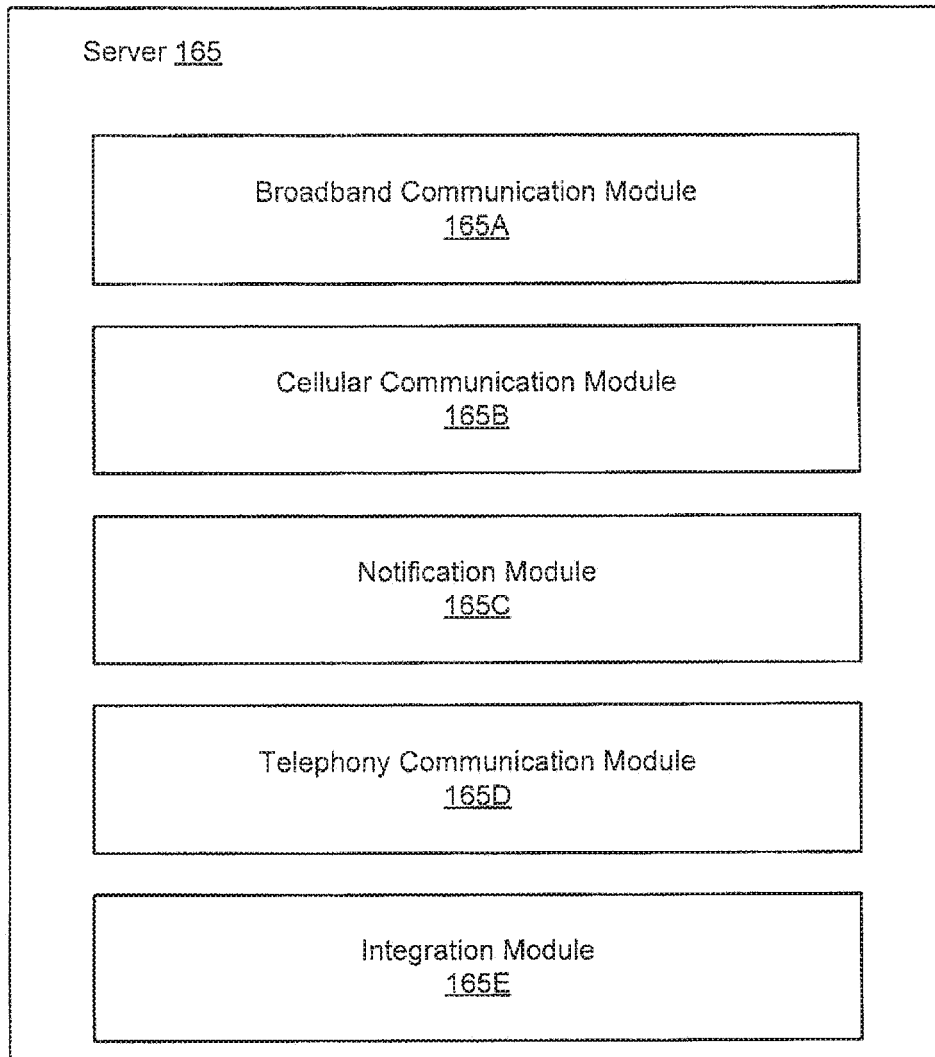 Server 165
Broadband Communication Module
165A
Cellular Communication Module
165B
Notification Module
165C
Telephony Communication Module
165D
Integration Module
165E